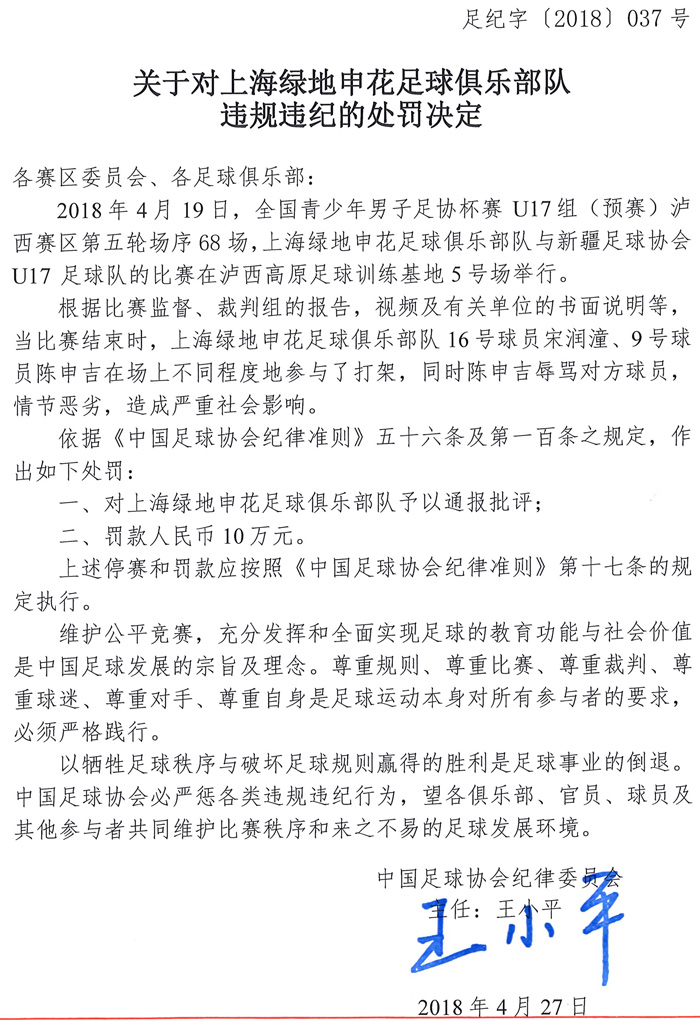 足纪字〔2018〕037号
关于对上海绿地申花足球俱乐部队
违规违纪的处罚决定
各赛区委员会、各足球俱乐部：
2018年4月19日，全国青少年男子足协杯赛 U17组（预赛）泸
西赛区第五轮场序68场，上海绿地申花足球俱乐部队与新疆足球协会
U17 足球队的比赛在泸西高原足球训练基地5号场举行。
根据比赛监督、裁判组的报告，视频及有关单位的书面说明等，
当比赛结束时，上海绿地申花足球俱乐部队16号球员宋润潼、9号球
员陈申吉在场上不同程度地参与了打架，同时陈申吉辱骂对方球员，
情节恶劣，造成严重社会影响。
依据《中国足球协会纪律准则》五十六条及第一百条之规定，作
出如下处罚：
一、对上海绿地申花足球俱乐部队予以通报批评；
二、罚款人民币10万元。
上述停赛和罚款应按照《中国足球协会纪律准则》第十七条的规
定执行。
维护公平竞赛，充分发挥和全面实现足球的教育功能与社会价值
是中国足球发展的宗旨及理念。尊重规则、尊重比赛、尊重裁判、尊
重球迷、尊重对手、尊重自身是足球运动本身对所有参与者的要求，
必须严格践行。
以牺牲足球秩序与破坏足球规则赢得的胜利是足球事业的倒退。
中国足球协会必严惩各类违规违纪行为，望各俱乐部、官员、球员及
其他参与者共同维护比赛秩序和来之不易的足球发展环境。
中国足球协会纪律委员会
主任：王小平
王小平
2018年4月27日